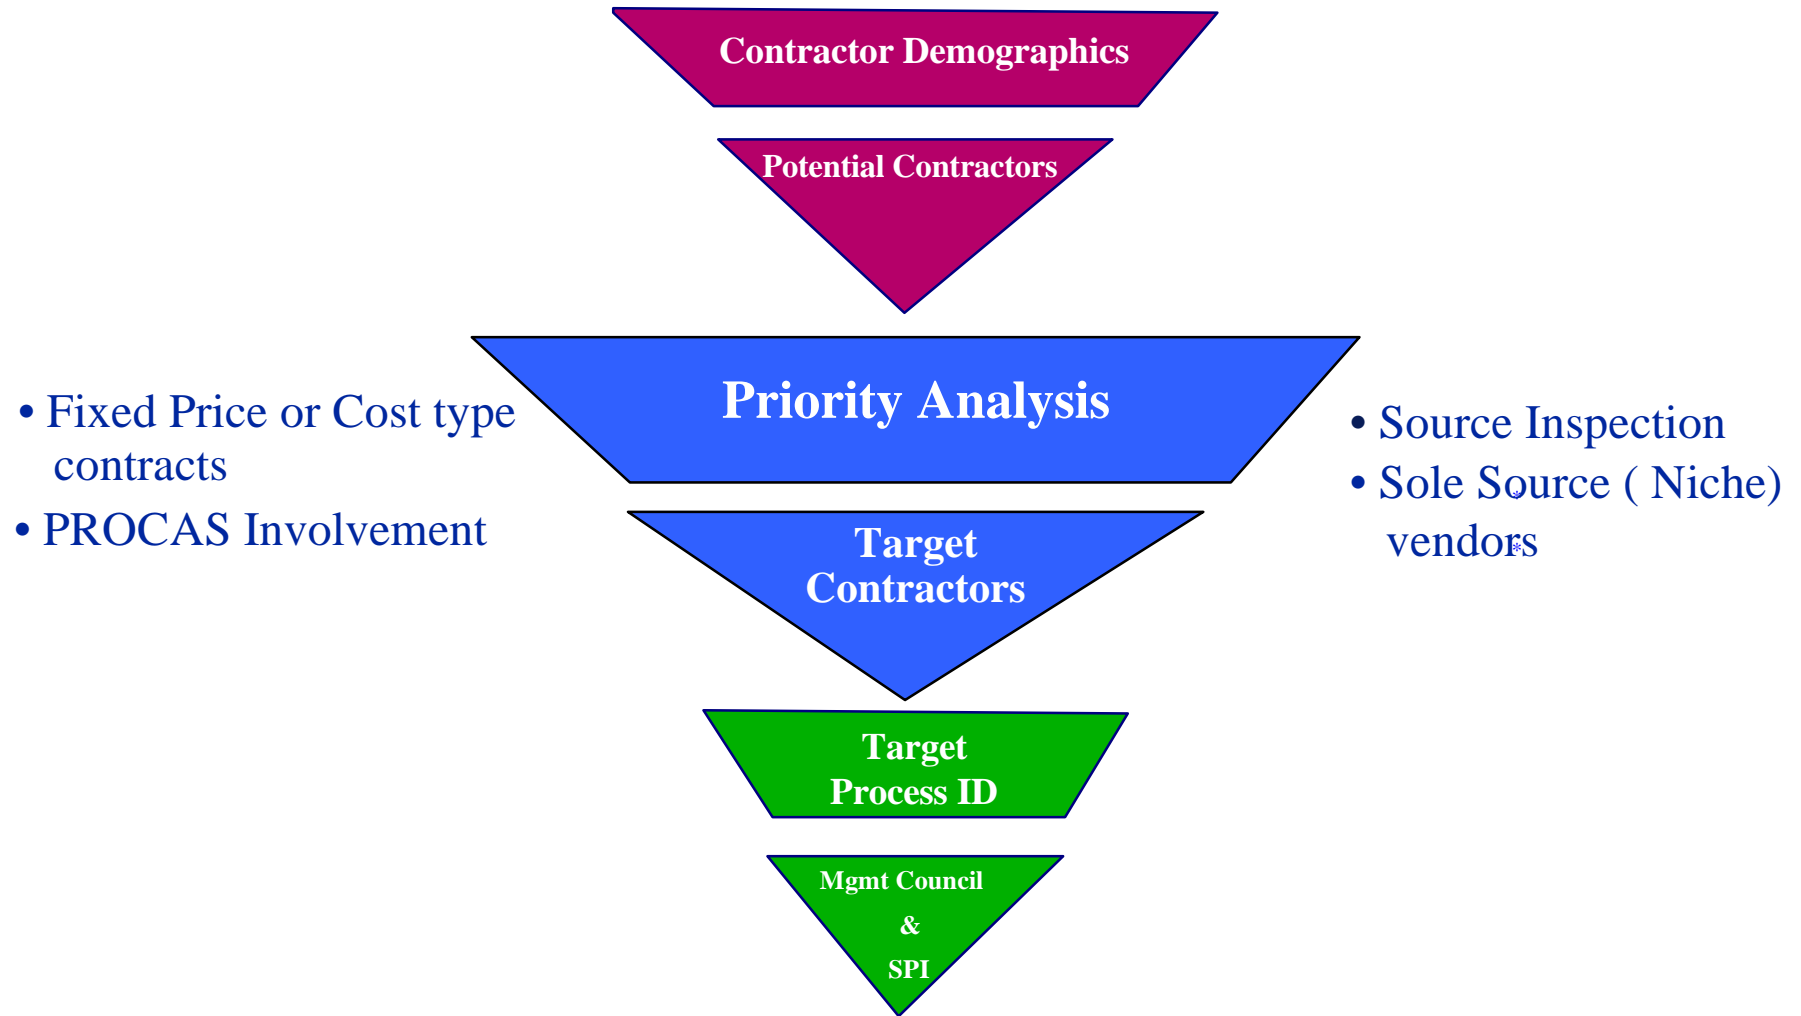 Contractor Demographics
Potential Contractors
Priority Analysis
• Fixed Price or Cost type
contracts
• PROCAS Involvement
• Source Inspection
• Sole Source ( Niche)
vendors
*
*
Target
Contractors
Target
Process ID
Mgmt Council
&
SPI